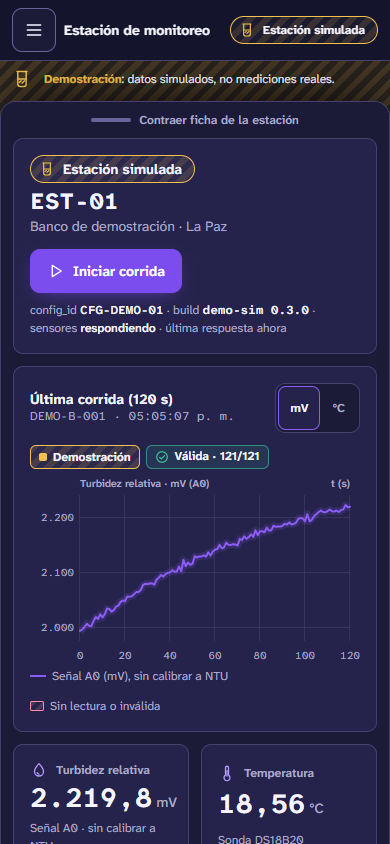 Estación de monitoreo
Estación simulada
Demostración: datos simulados, no mediciones reales.
Contraer ficha de la estación
Estación simulada
EST-01
Banco de demostración · La Paz
Iniciar corrida
config_id CFG-DEMO-01 · build demo-sim 0.3.0 ·
sensores respondiendo · última respuesta ahora
Última corrida (120 s)
DEMO-B-001 · 05:05:07 p. m.
mV
°C
Demostración
Válida · 121/121
Turbidez relativa · mV (A0)
t (s)
2.200
2.100
2.000
0 20 40 60 80 100 120
Señal A0 (mV), sin calibrar a NTU
Sin lectura o inválida
Turbidez relativa
2.219,8 mV
Señal A0 · sin calibrar a
NTU
Temperatura
18,56 °C
Sonda DS18B20